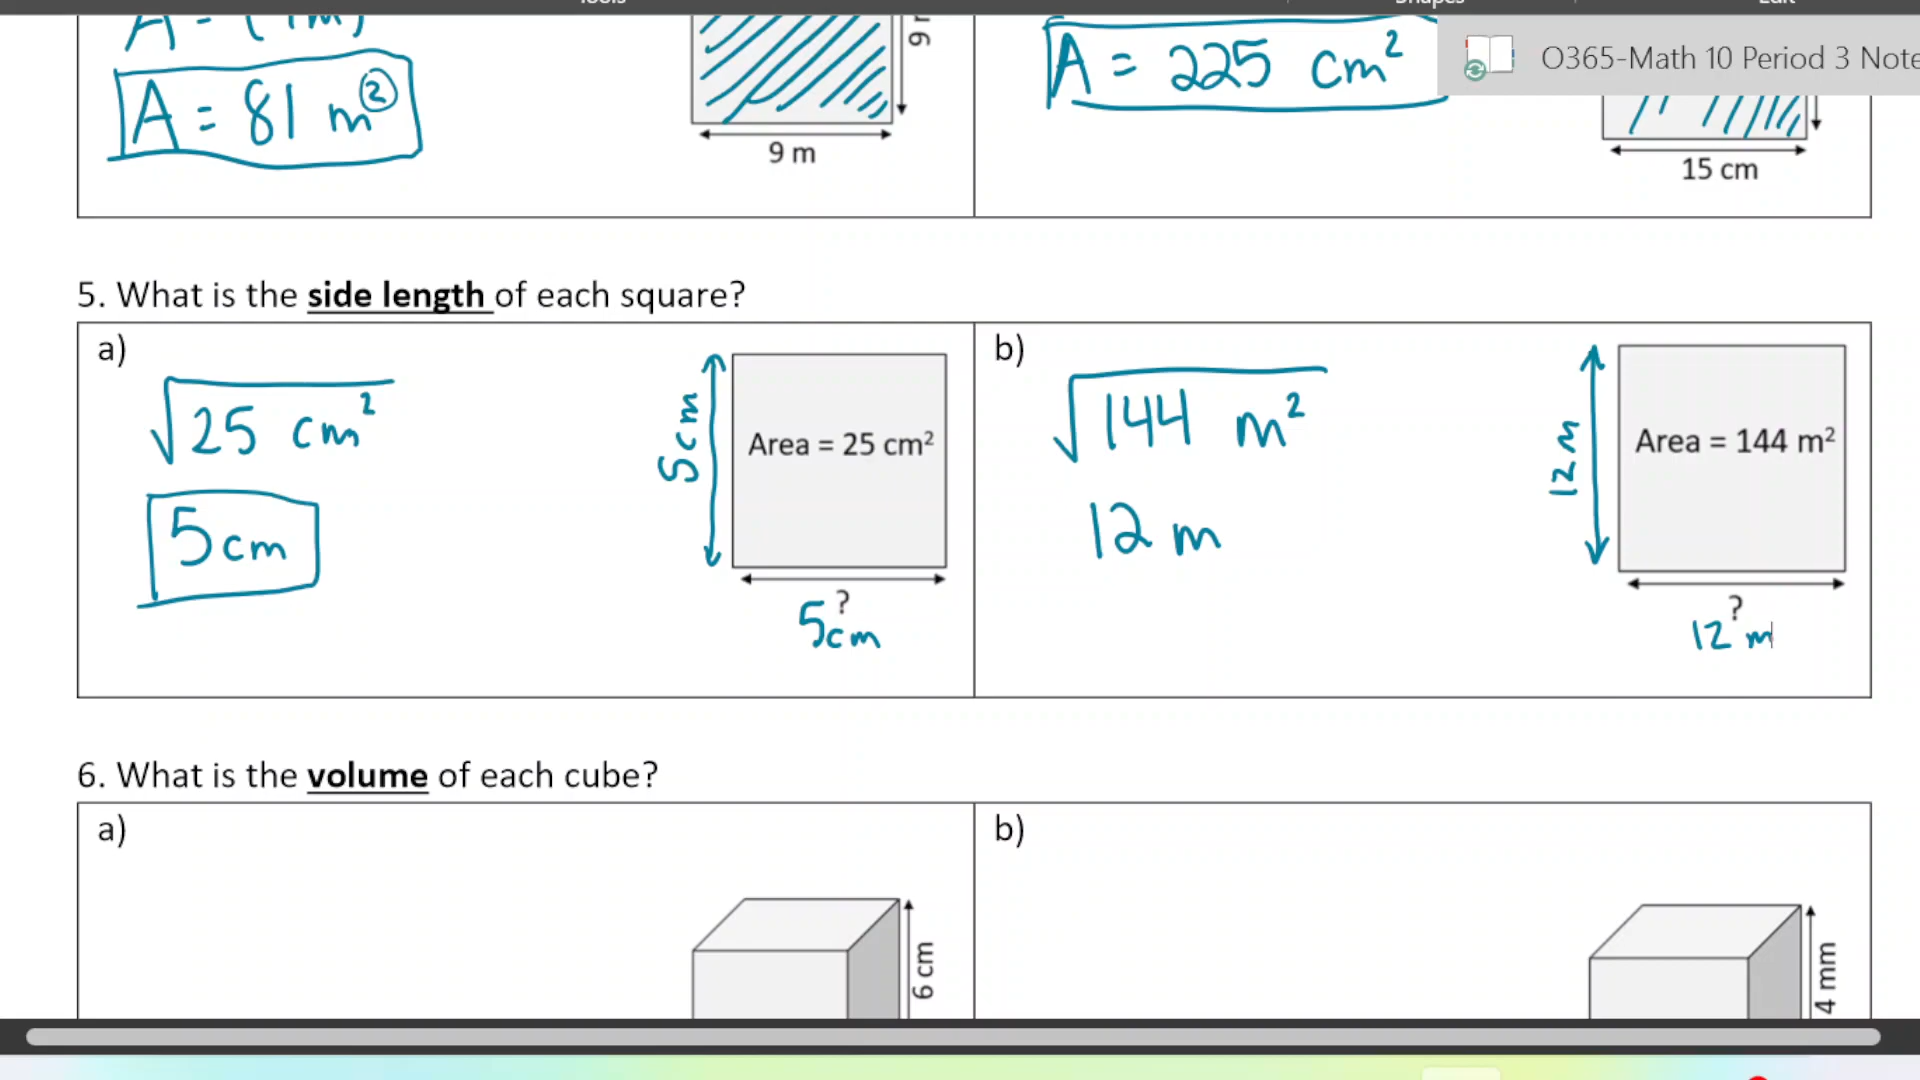 A = 81 m²
9 m
A = 225 cm²
15 cm
O365-Math 10 Period 3 Note
5. What is the side length of each square?
a)
√25 cm²
5cm
5cm
Area = 25 cm²
?
5cm
b)
√144 m²
12 m
12 m
Area = 144 m²
?
12 m
6. What is the volume of each cube?
a)
6 cm
b)
4 mm